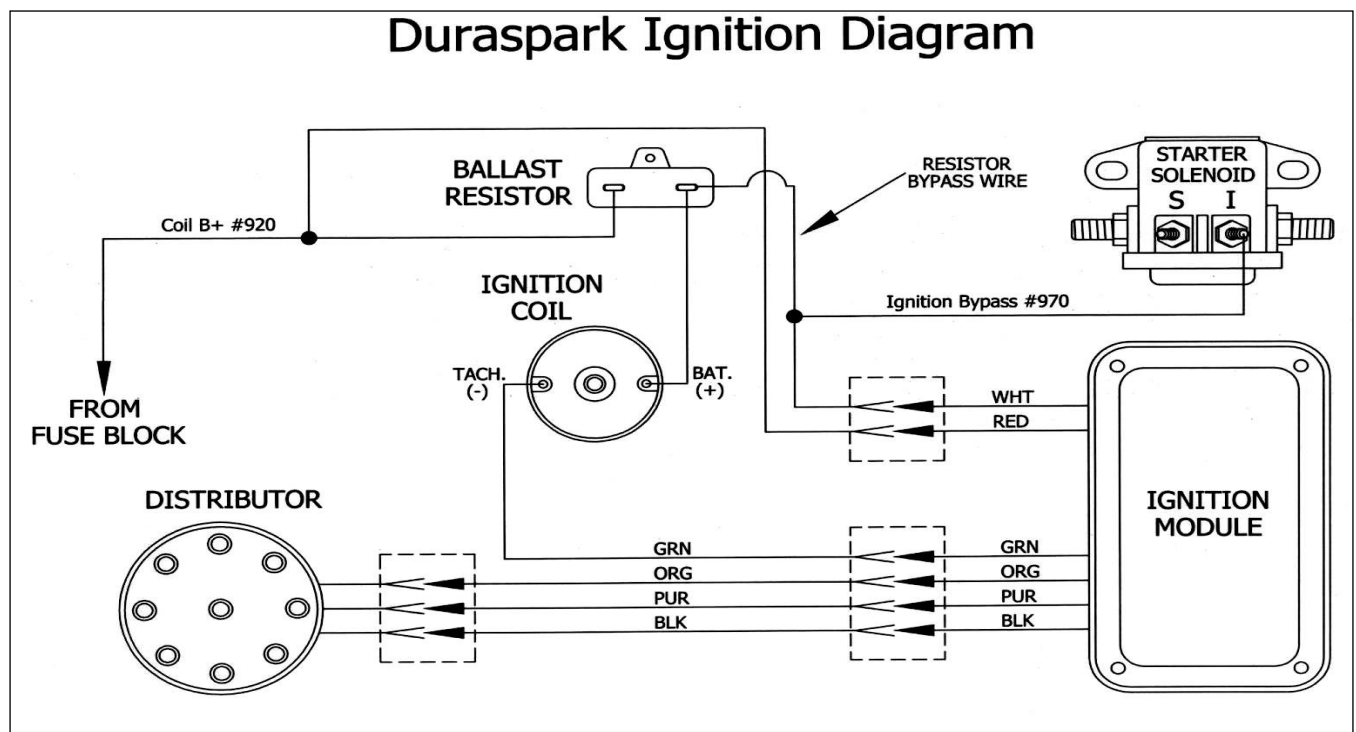 Duraspark Ignition Diagram
BALLAST
RESISTOR
RESISTOR
BYPASS WIRE
STARTER
SOLENOID
S I
Coil B+ #920
IGNITION
COIL
Ignition Bypass #970
TACH.
(-)
BAT.
(+)
FROM
FUSE BLOCK
WHT
RED
DISTRIBUTOR
IGNITION
MODULE
GRN
ORG
PUR
BLK
GRN
ORG
PUR
BLK